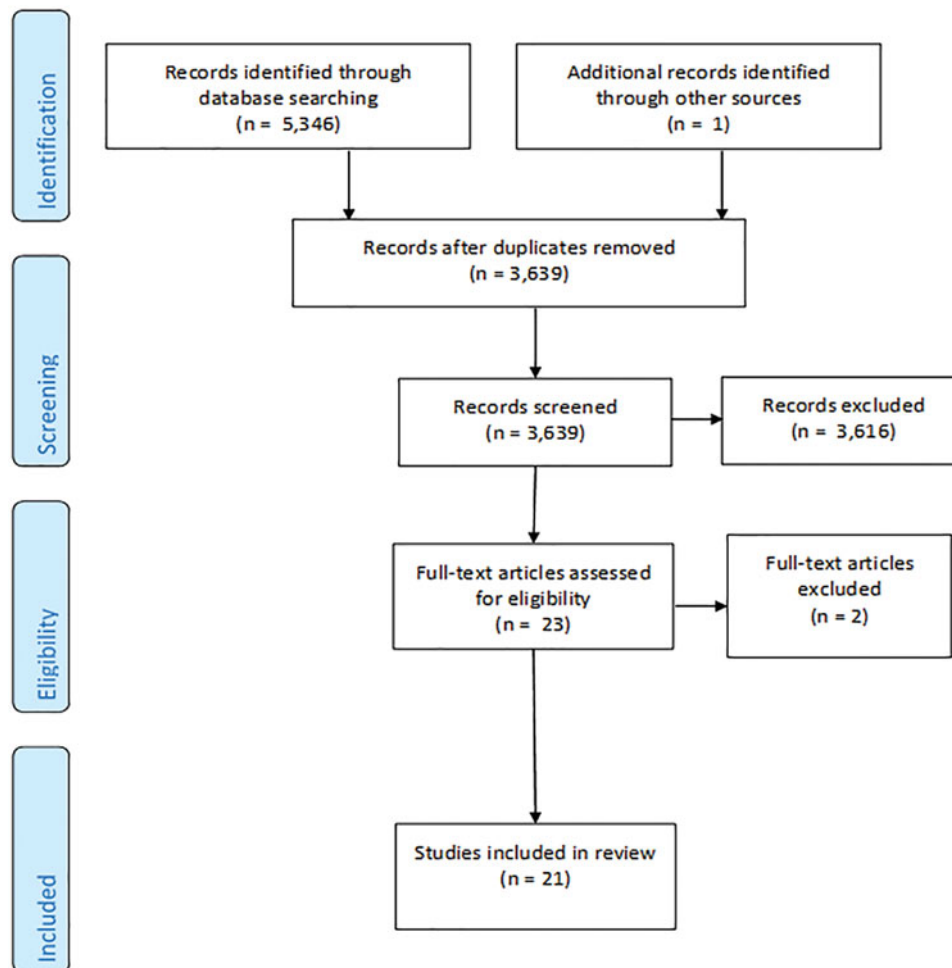 Identification
Records identified through
database searching
(n = 5,346)
Additional records identified
through other sources
(n = 1)
Records after duplicates removed
(n = 3,639)
Screening
Records screened
(n = 3,639)
Records excluded
(n = 3,616)
Eligibility
Full-text articles assessed
for eligibility
(n = 23)
Full-text articles
excluded
(n = 2)
Included
Studies included in review
(n = 21)